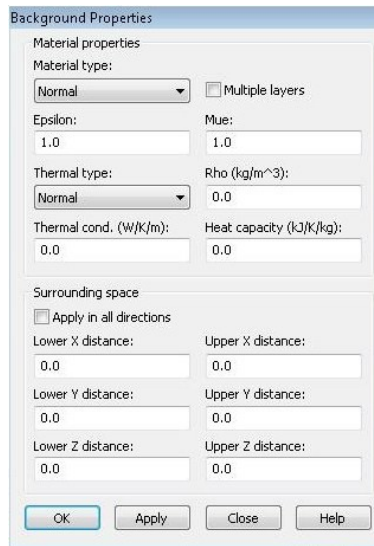 Background Properties
Material properties
Material type:
Normal
Multiple layers
Epsilon:
Mue:
1.0
1.0
Thermal type:
Rho (kg/m^3):
Normal
0.0
Thermal cond. (W/K/m):
Heat capacity (kJ/K/kg):
0.0
0.0
Surrounding space
Apply in all directions
Lower X distance:
Upper X distance:
0.0
0.0
Lower Y distance:
Upper Y distance:
0.0
0.0
Lower Z distance:
Upper Z distance:
0.0
0.0
OK
Apply
Close
Help